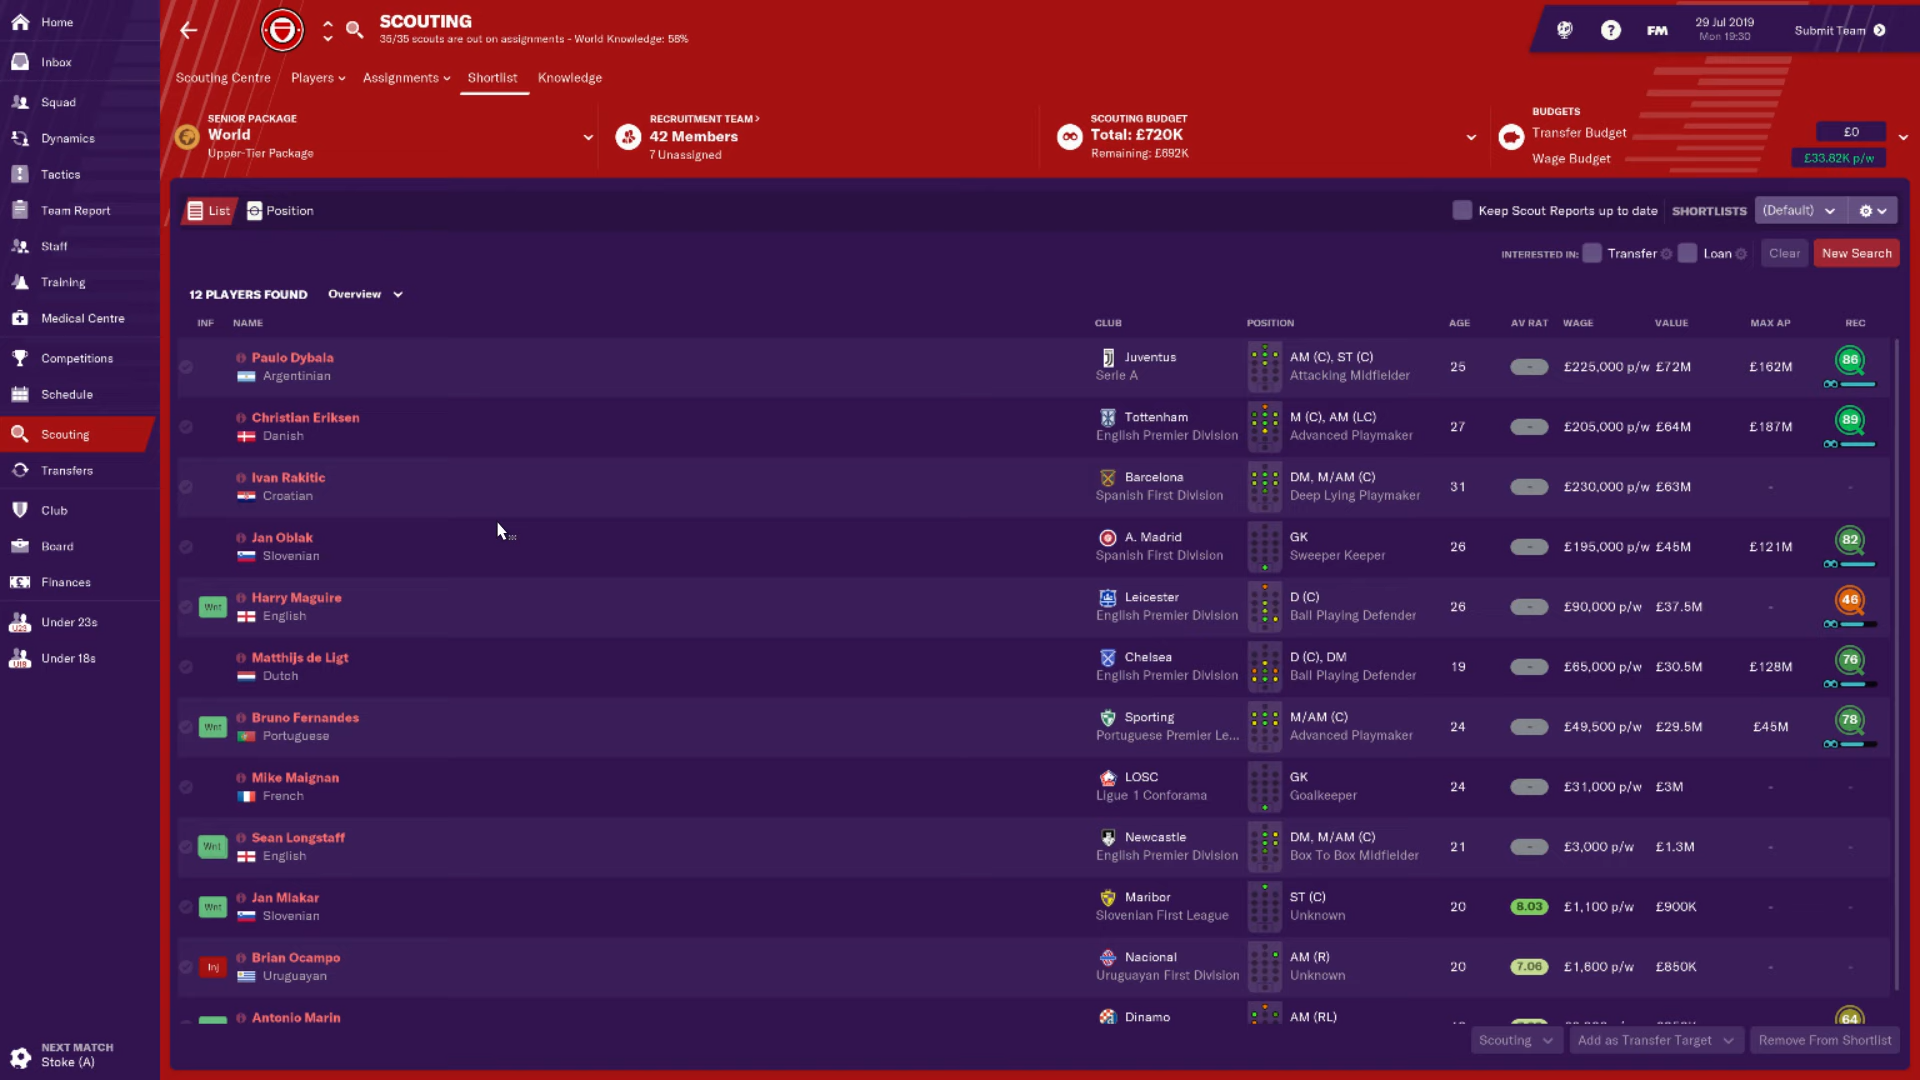 Home
Inbox
Squad
Dynamics
Tactics
Team Report
Staff
Training
Medical Centre
Competitions
Schedule
Scouting
Transfers
Club
Board
Finances
Under 23s
Under 18s
NEXT MATCH
Stoke (A)
SCOUTING
35/35 scouts are out on assignments - World Knowledge: 58%
FM
29 Jul 2019
Mon 19:30
Submit Team
Scouting Centre Players Assignments Shortlist Knowledge
SENIOR PACKAGE
World
Upper-Tier Package
RECRUITMENT TEAM >
42 Members
7 Unassigned
SCOUTING BUDGET
Total: £720K
Remaining: £692K
BUDGETS
Transfer Budget £0
Wage Budget £33.82K p/w
List Position
Keep Scout Reports up to date SHORTLISTS (Default)
INTERESTED IN: Transfer Loan Clear New Search
12 PLAYERS FOUND Overview
INF NAME CLUB POSITION AGE AV RAT WAGE VALUE MAX AP REC
Paulo Dybala Juventus AM (C), ST (C) 25 - £225,000 p/w £72M £162M 86
Argentinian Serie A Attacking Midfielder
Christian Eriksen Tottenham M (C), AM (LC) 27 - £205,000 p/w £64M £187M 89
Danish English Premier Division Advanced Playmaker
Ivan Rakitic Barcelona DM, M/AM (C) 31 - £230,000 p/w £63M - -
Croatian Spanish First Division Deep Lying Playmaker
Jan Oblak A. Madrid GK 26 - £195,000 p/w £45M £121M 82
Slovenian Spanish First Division Sweeper Keeper
Wnt Harry Maguire Leicester D (C) 26 - £90,000 p/w £37.5M - 46
English English Premier Division Ball Playing Defender
Matthijs de Ligt Chelsea D (C), DM 19 - £65,000 p/w £30.5M £128M 76
Dutch English Premier Division Ball Playing Defender
Wnt Bruno Fernandes Sporting M/AM (C) 24 - £49,500 p/w £29.5M £45M 78
Portuguese Portuguese Premier Le... Advanced Playmaker
Mike Maignan LOSC GK 24 - £31,000 p/w £3M - -
French Ligue 1 Conforama Goalkeeper
Wnt Sean Longstaff Newcastle DM, M/AM (C) 21 - £3,000 p/w £1.3M - -
English English Premier Division Box To Box Midfielder
Wnt Jan Mlakar Maribor ST (C) 20 8.03 £1,100 p/w £900K - -
Slovenian Slovenian First League Unknown
Inj Brian Ocampo Nacional AM (R) 20 7.06 £1,600 p/w £850K - -
Uruguayan Uruguayan First Division Unknown
Antonio Marin Dinamo AM (RL) 64
Scouting Add as Transfer Target Remove From Shortlist